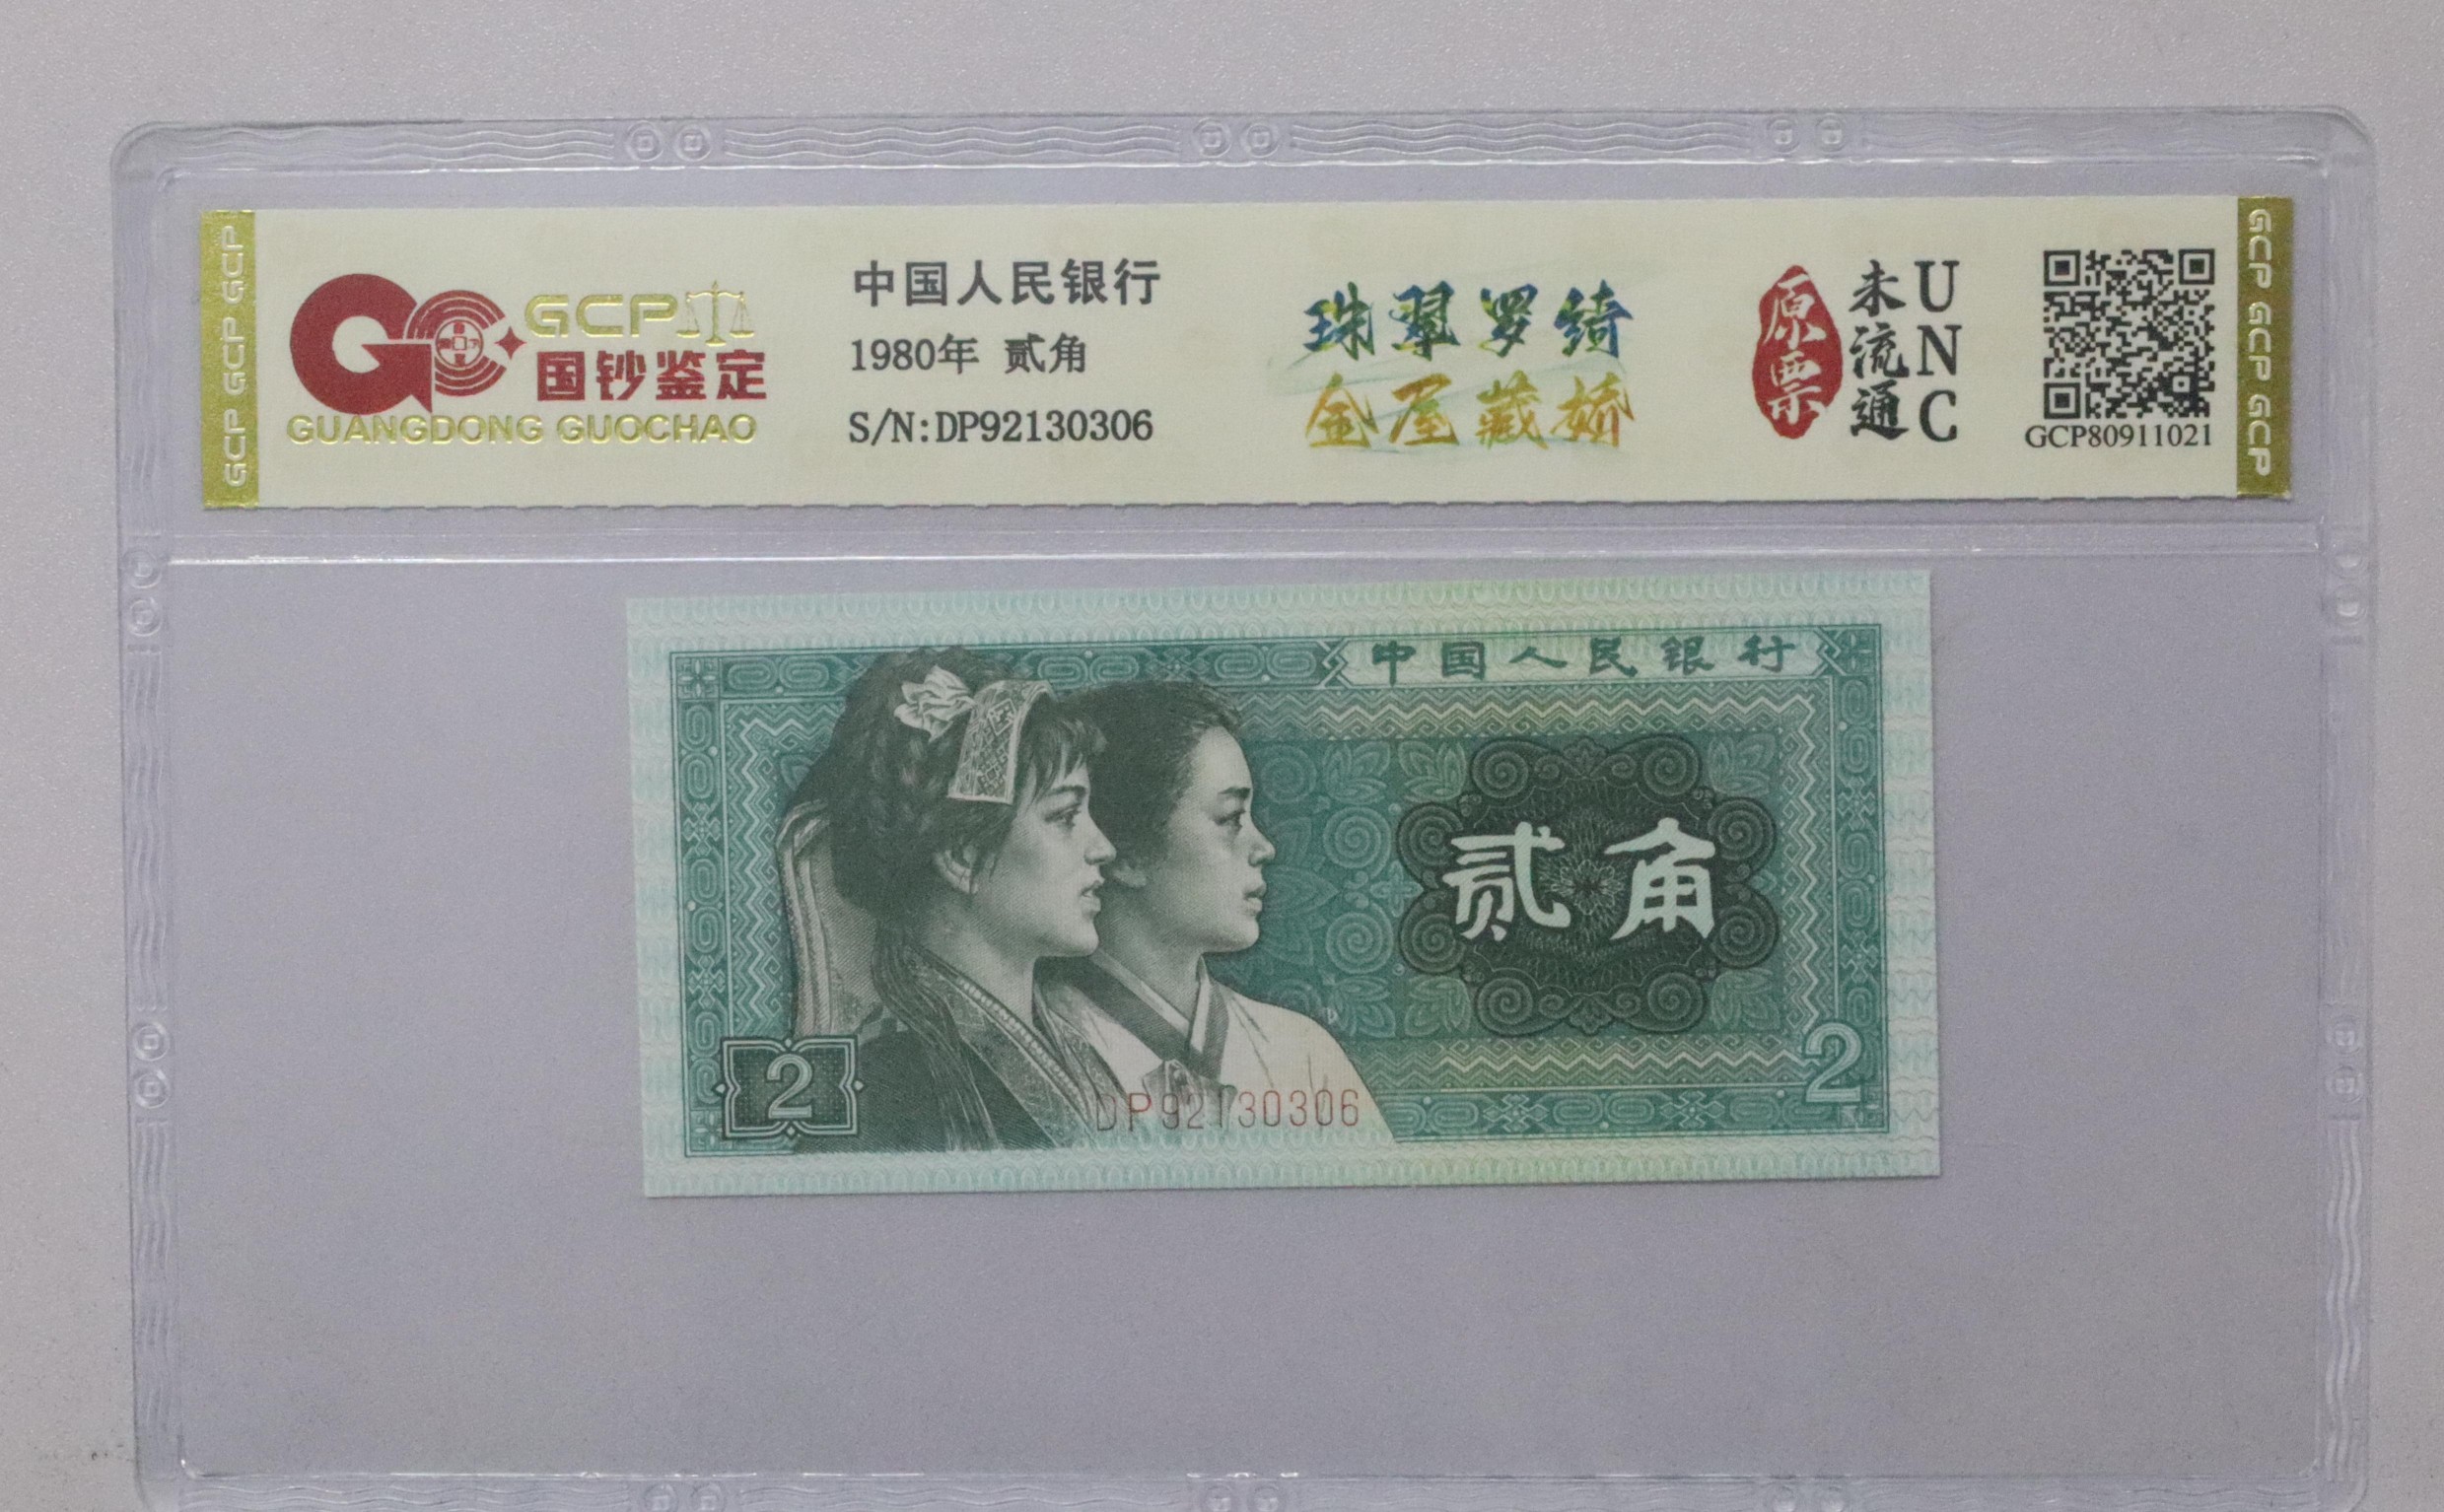 GCP GCP GCP
GCP
国钞鉴定
GUANGDONG GUOCHAO
中国人民银行
1980年 贰角
S/N:DP92130306
珠翠罗绮
金屋藏娇
原票
未流通
UNC
GCP80911021
GCP GCP GCP
中国人民银行
贰角
2
2
DP92130306